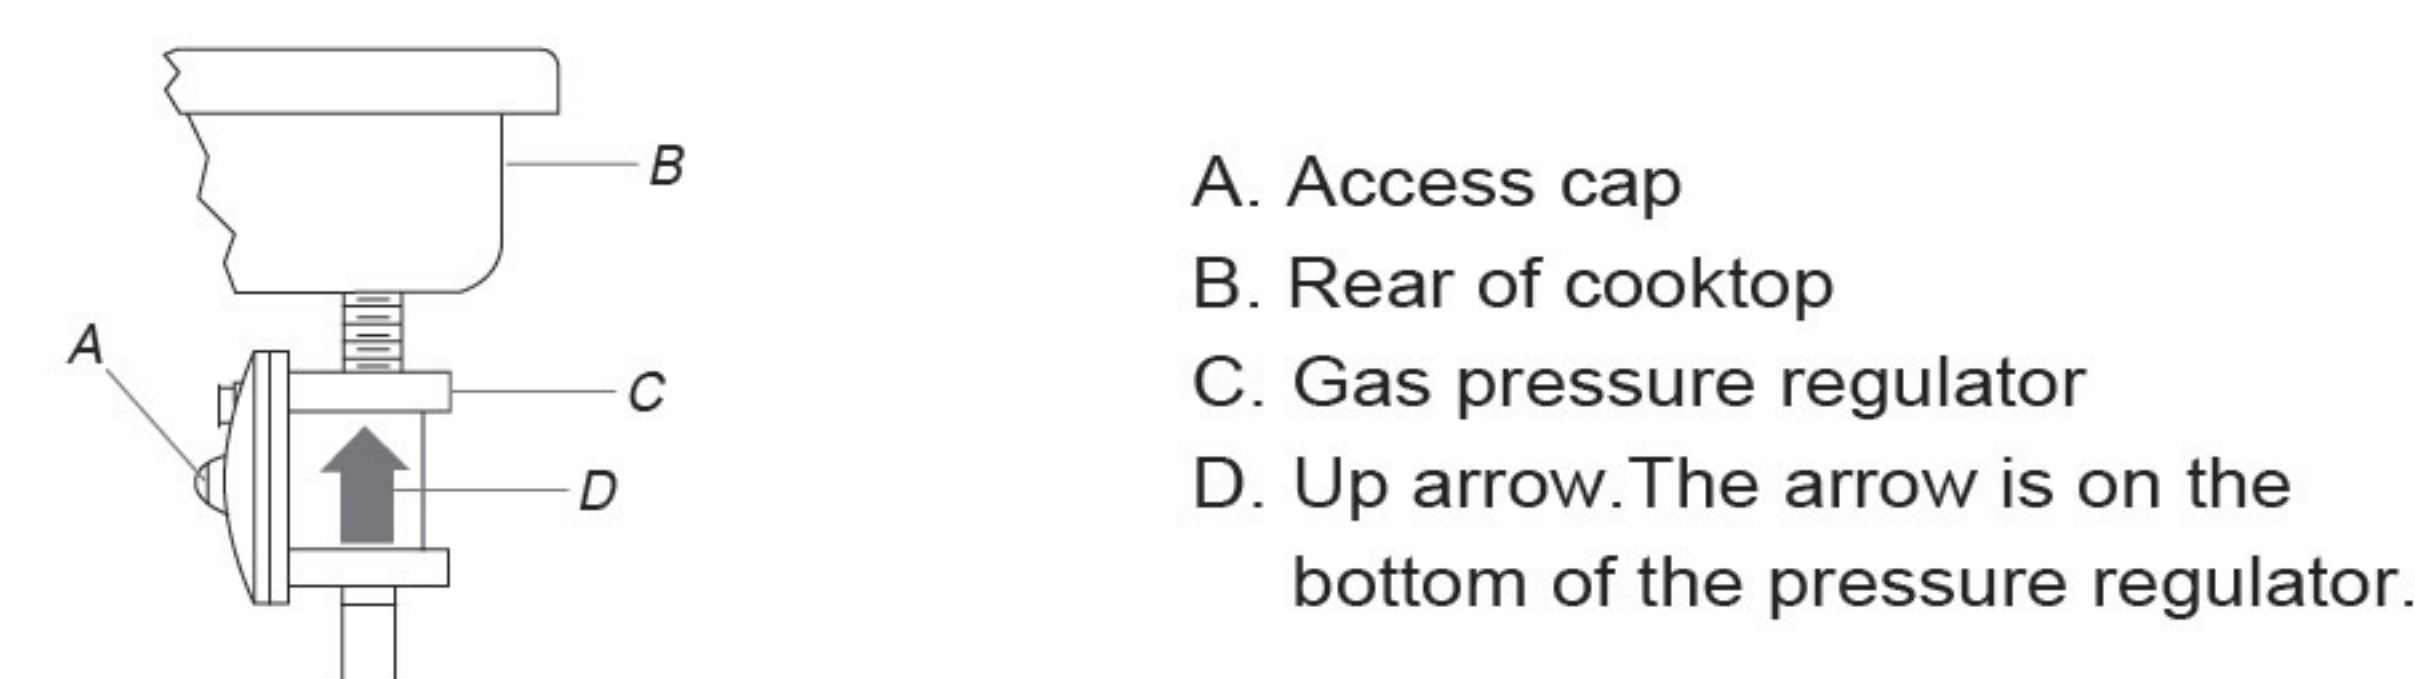 B
A
C
D
A. Access cap
B. Rear of cooktop
C. Gas pressure regulator
D. Up arrow.The arrow is on the
bottom of the pressure regulator.